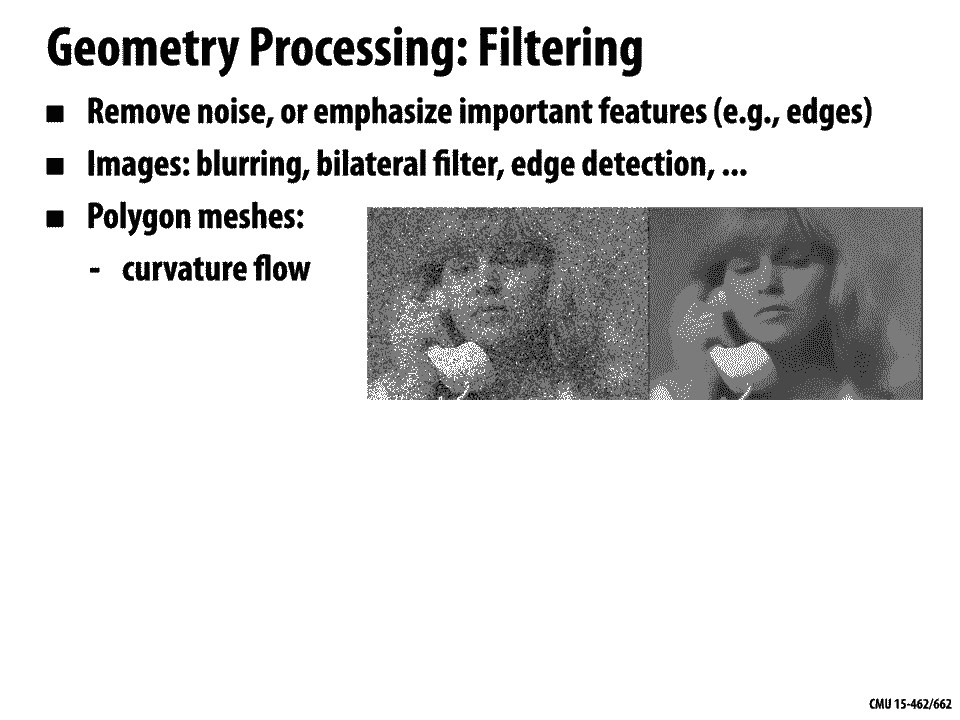 Geometry Processing: Filtering
■ Remove noise, or emphasize important features (e.g., edges)
■ Images: blurring, bilateral filter, edge detection, ...
■ Polygon meshes:
- curvature flow
CMU 15-462/662